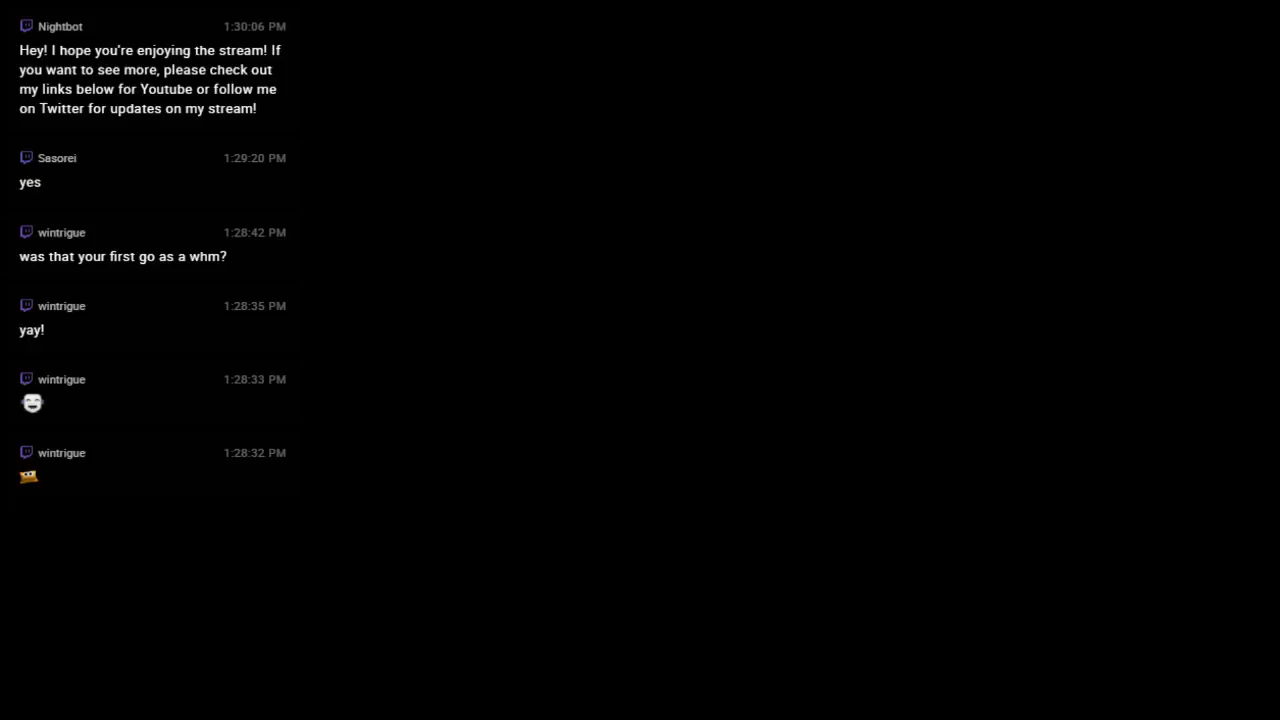 Nightbot 1:30:06 PM
Hey! I hope you're enjoying the stream! If
you want to see more, please check out
my links below for Youtube or follow me
on Twitter for updates on my stream!
Sasorei 1:29:20 PM
yes
wintrigue 1:28:42 PM
was that your first go as a whm?
wintrigue 1:28:35 PM
yay!
wintrigue 1:28:33 PM
wintrigue 1:28:32 PM